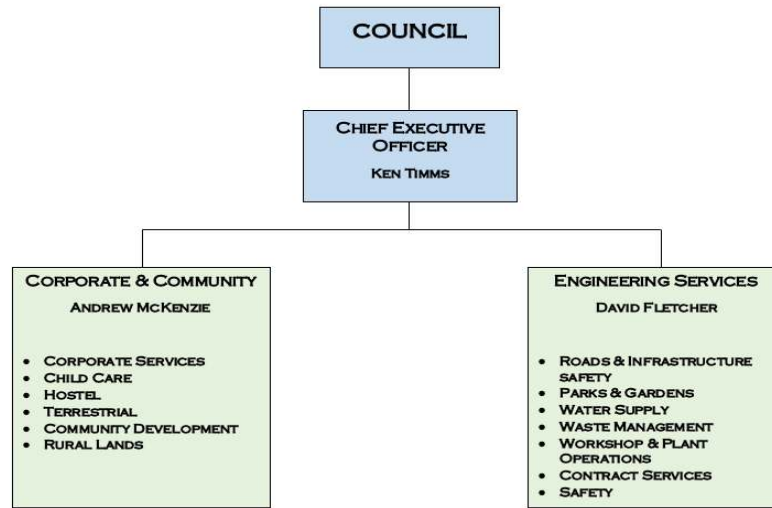 COUNCIL
CHIEF EXECUTIVE
OFFICER
KEN TIMMS
CORPORATE & COMMUNITY
ANDREW MCKENZIE
• CORPORATE SERVICES
• CHILD CARE
• HOSTEL
• TERRESTRIAL
• COMMUNITY DEVELOPMENT
• RURAL LANDS
ENGINEERING SERVICES
DAVID FLETCHER
• ROADS & INFRASTRUCTURE
SAFETY
• PARKS & GARDENS
• WATER SUPPLY
• WASTE MANAGEMENT
• WORKSHOP & PLANT
OPERATIONS
• CONTRACT SERVICES
• SAFETY